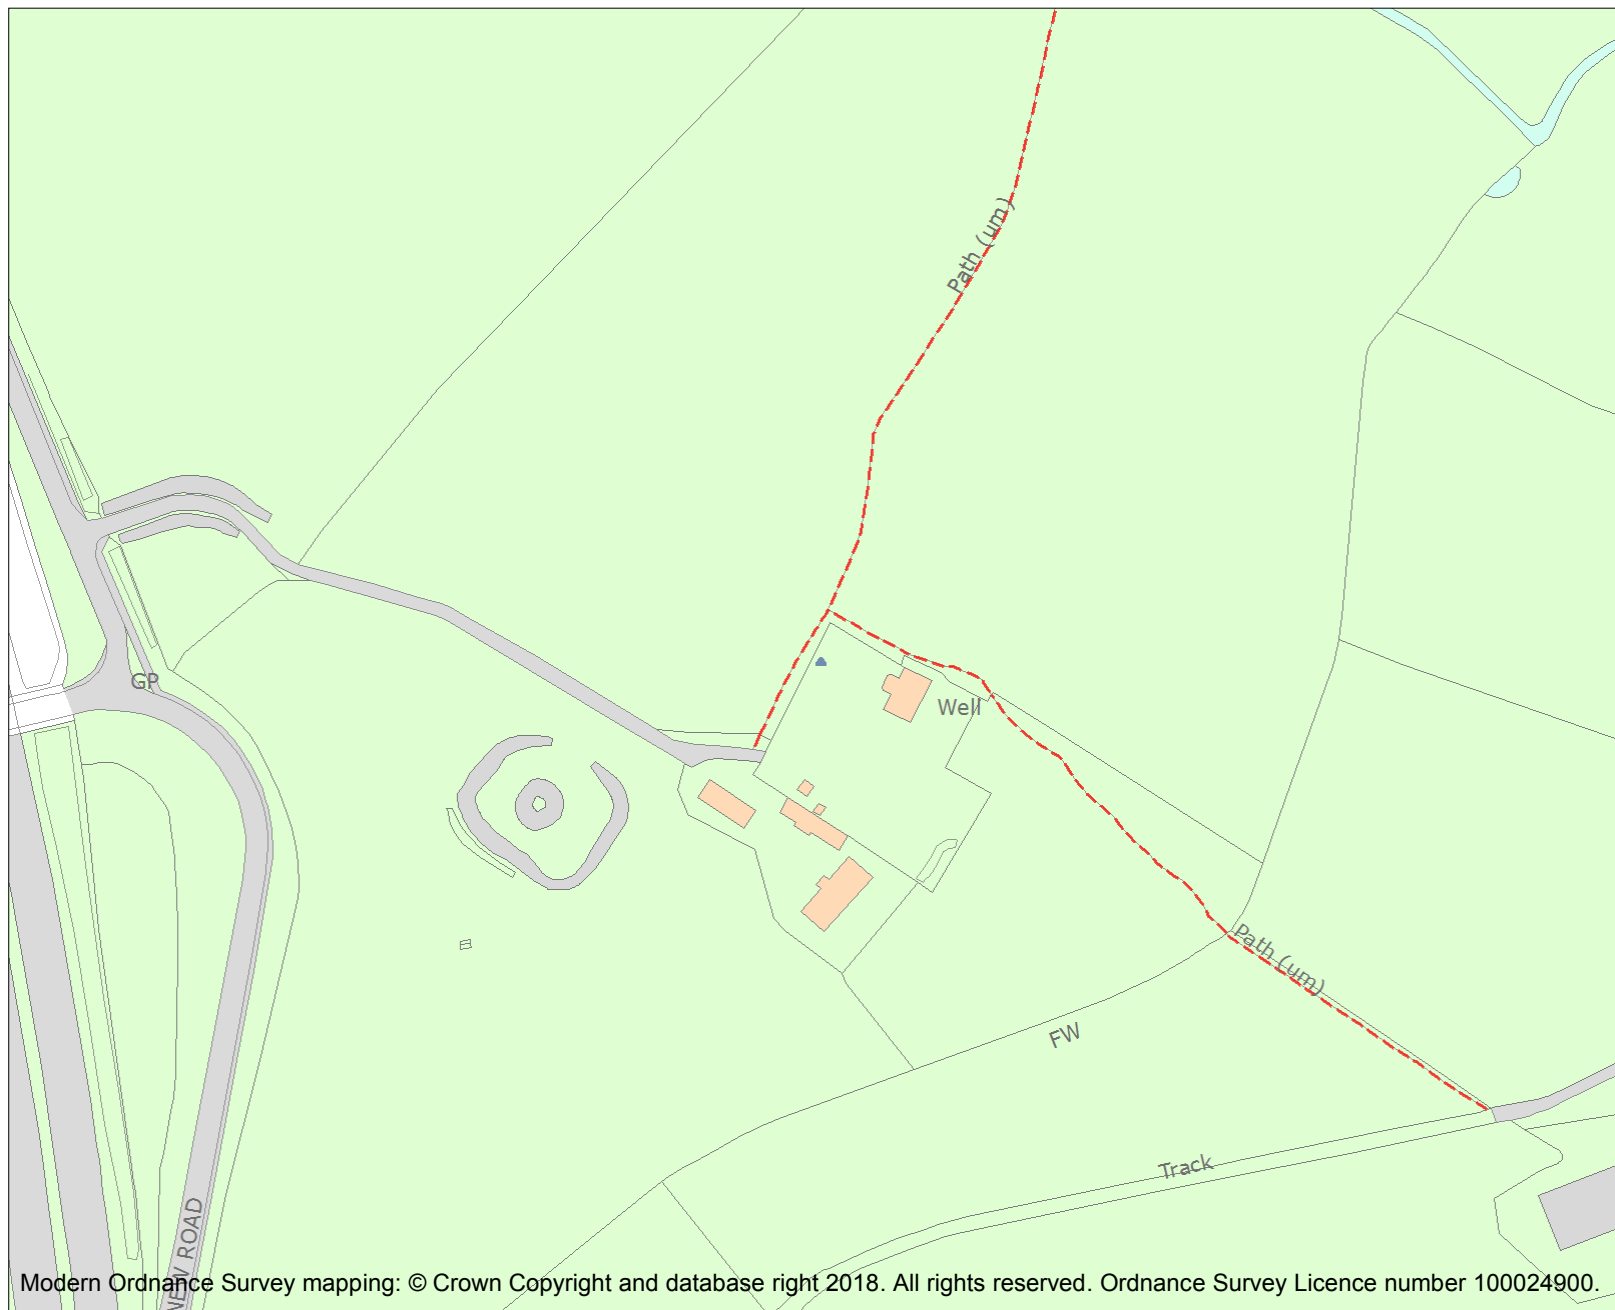 Path (um)
GP
Well
Path (um)
FW
Track
NEW ROAD
Modern Ordnance Survey mapping: © Crown Copyright and database right 2018. All rights reserved. Ordnance Survey Licence number 100024900.